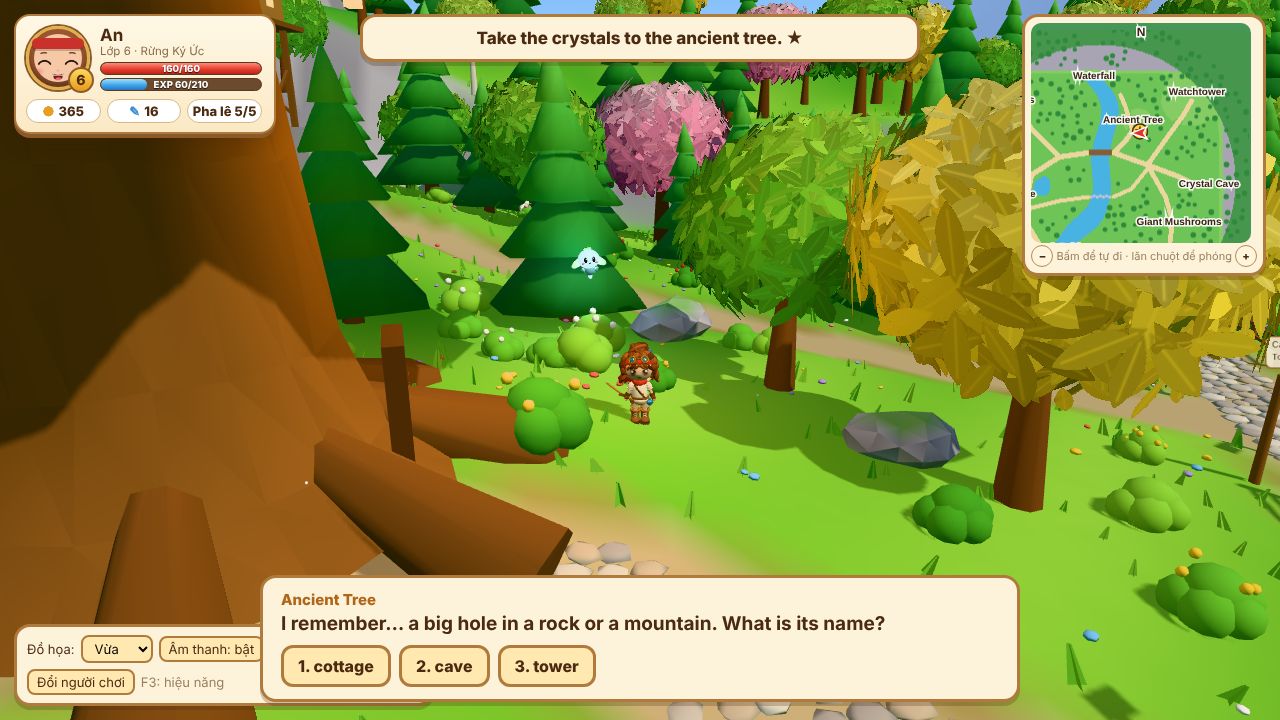 An
Lớp 6 · Rừng Ký Ức
160/160
EXP 60/210
6
365
16
Pha lê 5/5
Take the crystals to the ancient tree. ★
N
Waterfall
Watchtower
Ancient Tree
Crystal Cave
Giant Mushrooms
− Bấm để tự đi · lăn chuột để phóng +
Ancient Tree
I remember... a big hole in a rock or a mountain. What is its name?
1. cottage
2. cave
3. tower
Đồ họa: Vừa
Âm thanh: bật
Đổi người chơi
F3: hiệu năng